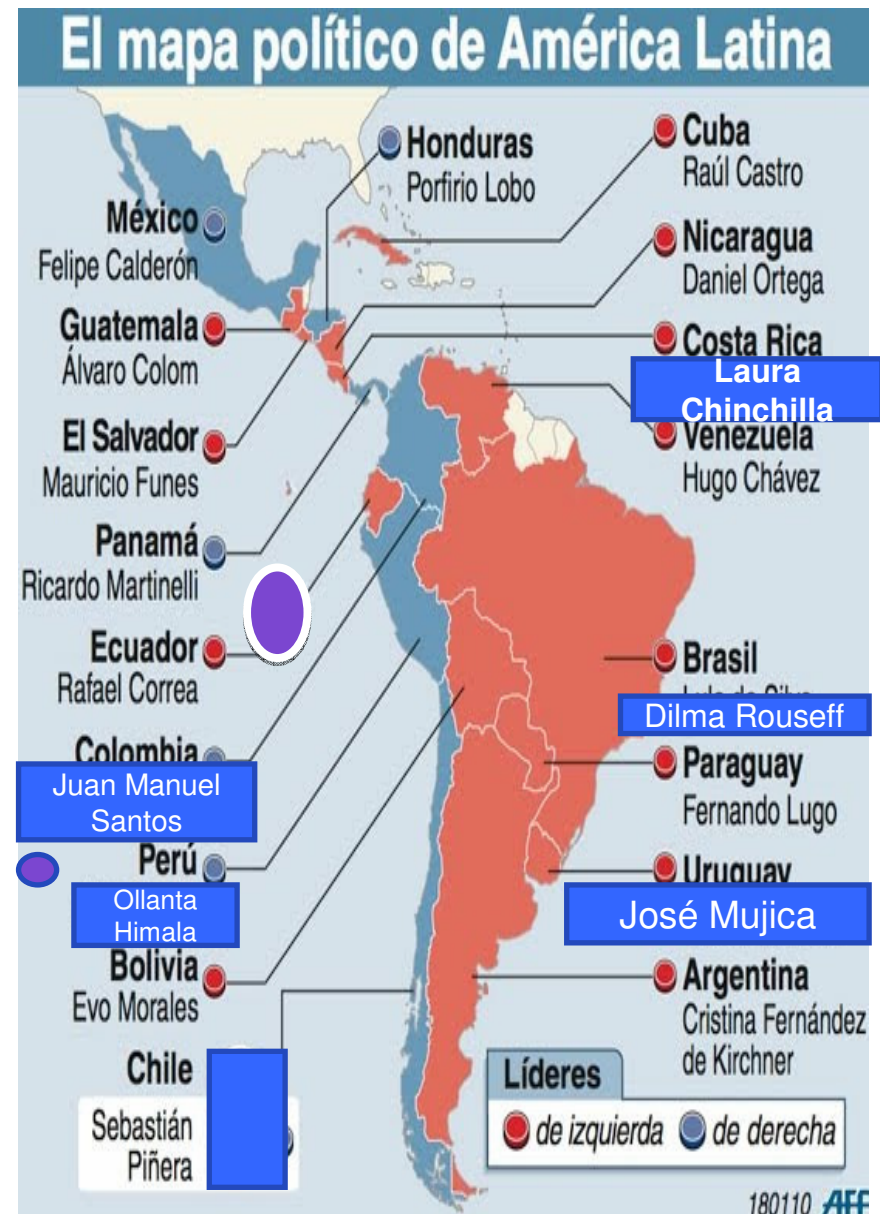 El mapa político de América Latina
Honduras
Porfirio Lobo
Cuba
Raúl Castro
México
Felipe Calderón
Nicaragua
Daniel Ortega
Guatemala
Álvaro Colom
Costa Rica
Laura
Chinchilla
El Salvador
Mauricio Funes
Venezuela
Hugo Chávez
Panamá
Ricardo Martinelli
Ecuador
Rafael Correa
Brasil
Dilma Rouseff
Colombia
Juan Manuel
Santos
Paraguay
Fernando Lugo
Perú
Ollanta
Himala
Uruguay
José Mujica
Bolivia
Evo Morales
Argentina
Cristina Fernández
de Kirchner
Chile
Sebastián
Piñera
Líderes
de izquierda de derecha
180110 AFP